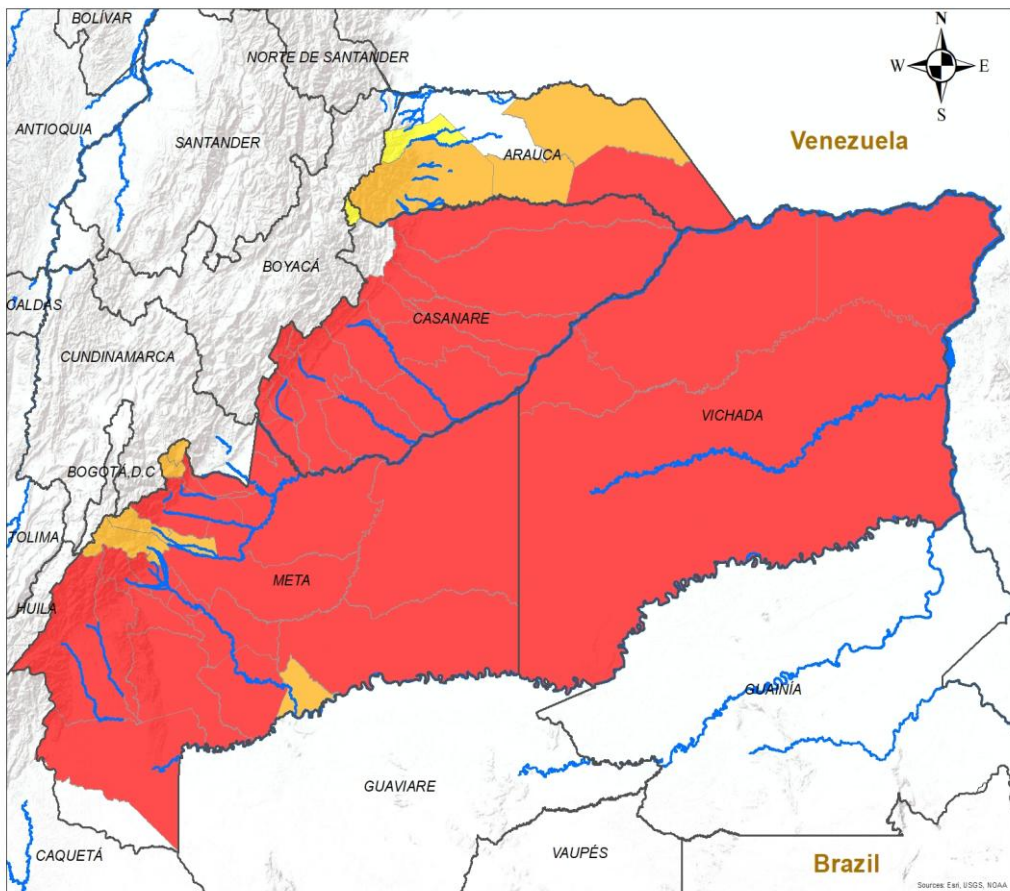 BOLÍVAR
NORTE DE SANTANDER
N
W E
S
ANTIOQUIA
SANTANDER
ARAUCA
Venezuela
BOYACÁ
CALDAS
CASANARE
CUNDINAMARCA
VICHADA
BOGOTÁ, D.C
TOLIMA
META
HUILA
GUAINÍA
GUAVIARE
VAUPÉS
CAQUETÁ
Brazil
Sources: Esri, USGS, NOAA